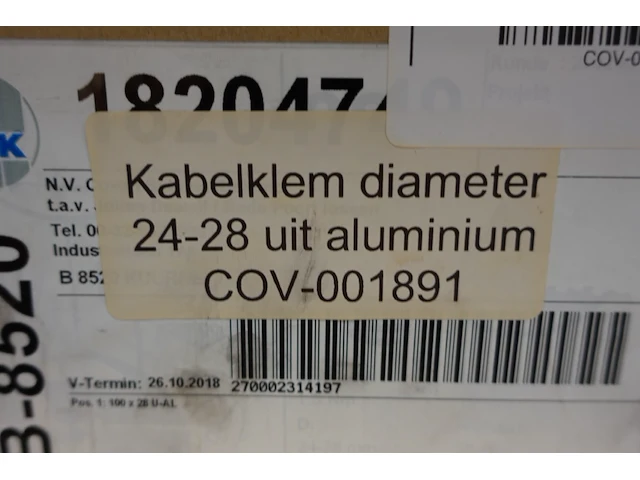 COV-0
K
N.V.
t.a.v.
Tel.
Indus
B 852
Kabelklem diameter
24-28 uit aluminium
COV-001891
B-8520
V-Termin: 26.10.2018 270002314197
Pos. 1: 100 x 28 U-AL